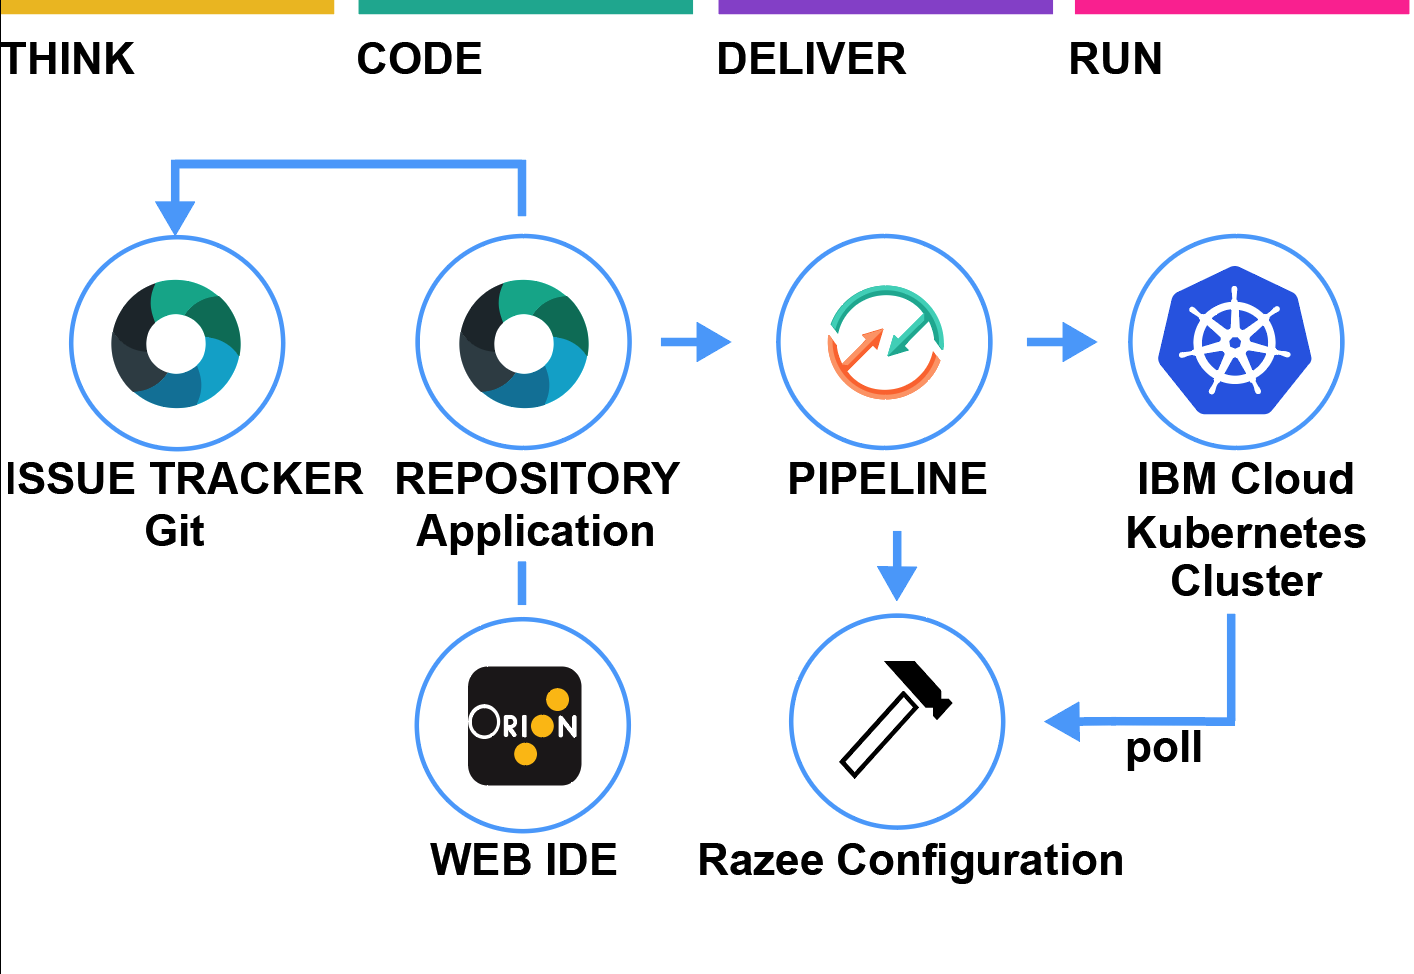 THINK
CODE
DELIVER
RUN
ISSUE TRACKER
Git
REPOSITORY
Application
PIPELINE
IBM Cloud
Kubernetes
Cluster
ORION
WEB IDE
Razee Configuration
poll